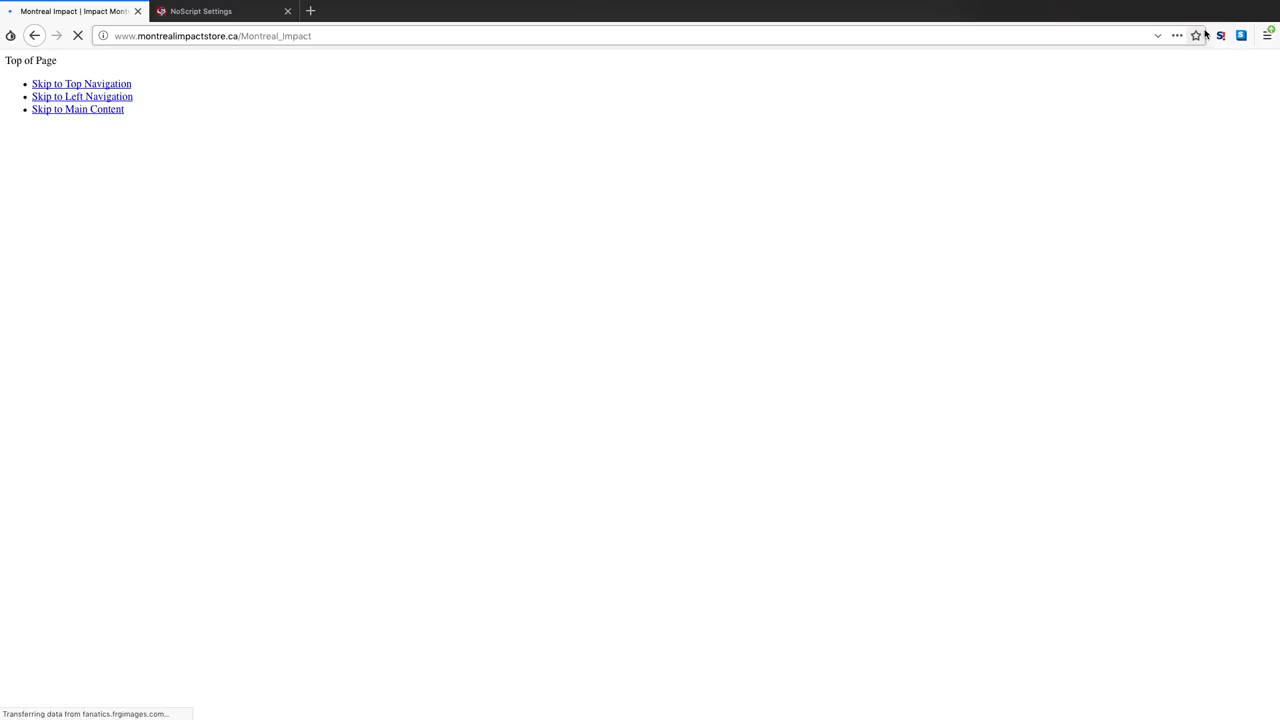 Montreal Impact | Impact Mont
NoScript Settings
www.montrealimpactstore.ca/Montreal_Impact
Top of Page
Skip to Top Navigation
Skip to Left Navigation
Skip to Main Content
Transferring data from fanatics.frgimages.com...